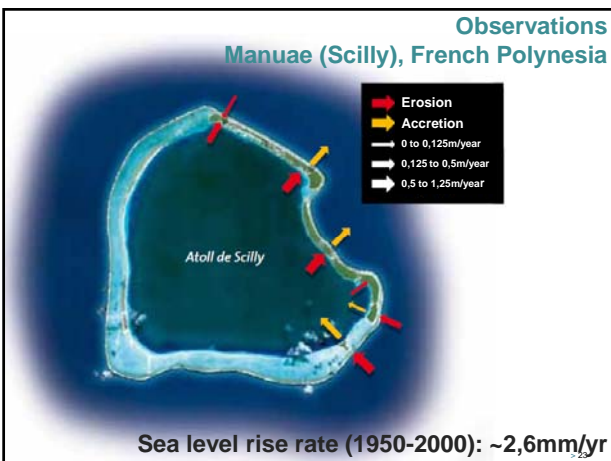 Observations
Manuae (Scilly), French Polynesia
Erosion
Accretion
0 to 0,125m/year
0,125 to 0,5m/year
0,5 to 1,25m/year
Atoll de Scilly
Sea level rise rate (1950-2000): ~2,6mm/yr
> 23